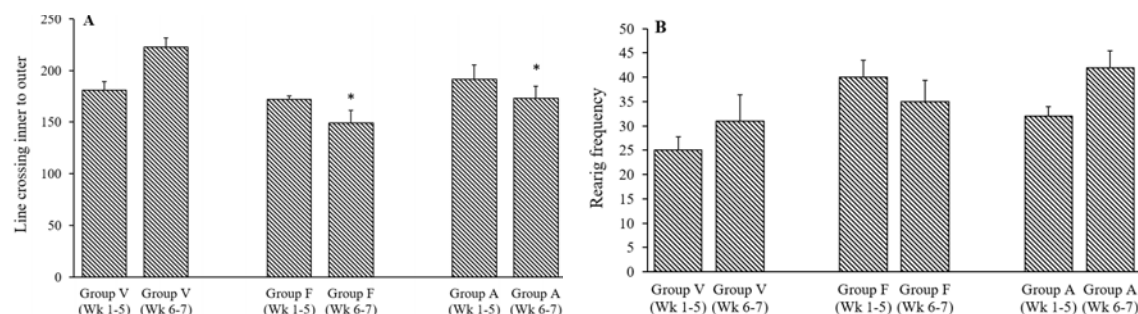 A
Line crossing inner to outer
250
200
150
100
50
0
*
*
Group V Group V Group F Group F Group A Group A
(Wk 1-5) (Wk 6-7) (Wk 1-5) (Wk 6-7) (Wk 1-5) (Wk 6-7)
B
Rearig frequency
50
45
40
35
30
25
20
15
10
5
0
Group V Group V Group F Group F Group A Group A
(Wk 1-5) (Wk 6-7) (Wk 1-5) (Wk 6-7) (Wk 1-5) (Wk 6-7)